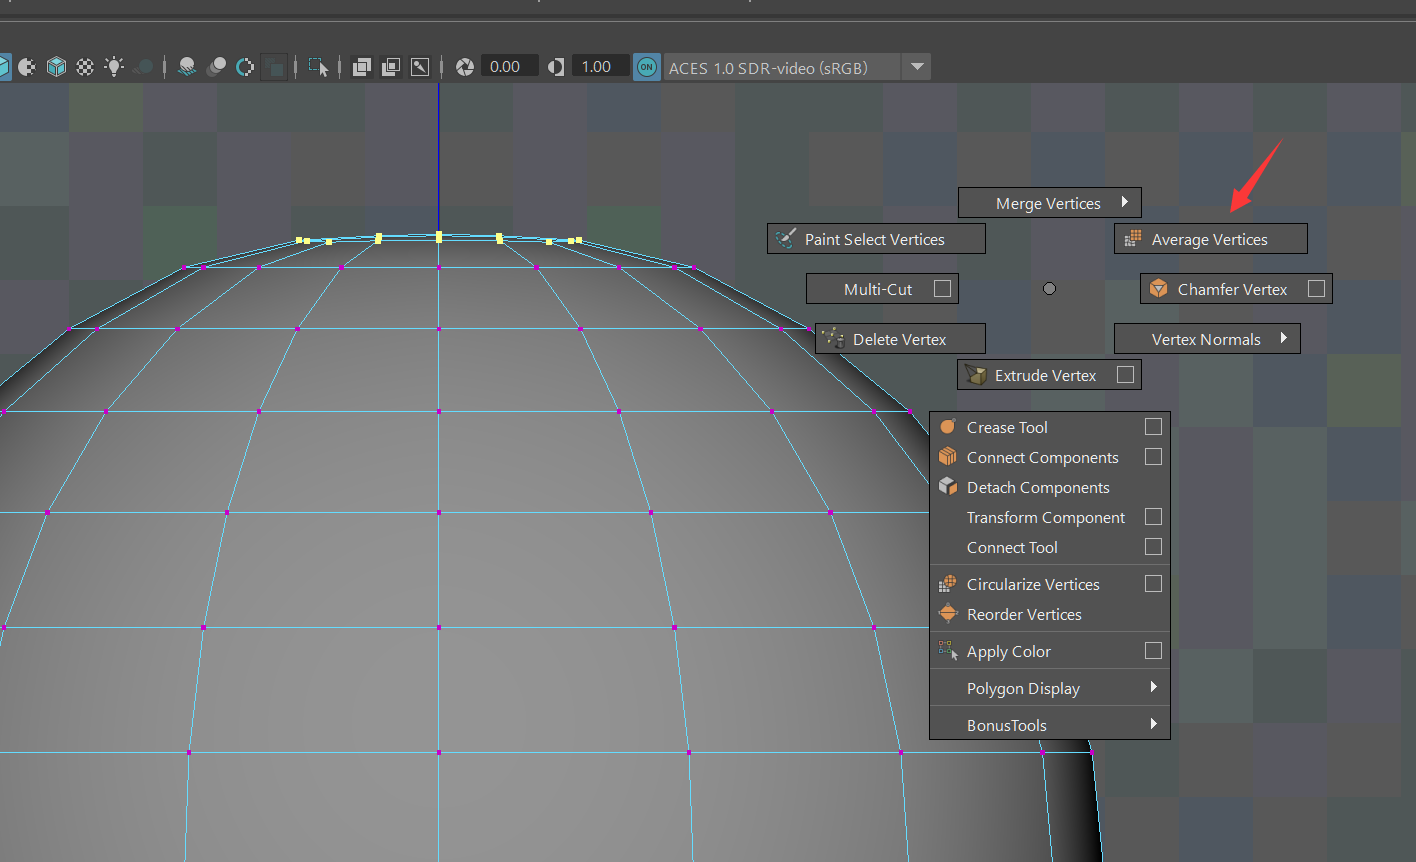 0.00
1.00
ON
ACES 1.0 SDR-video (sRGB)
Merge Vertices
Paint Select Vertices
Average Vertices
Multi-Cut
Chamfer Vertex
Delete Vertex
Vertex Normals
Extrude Vertex
Crease Tool
Connect Components
Detach Components
Transform Component
Connect Tool
Circularize Vertices
Reorder Vertices
Apply Color
Polygon Display
BonusTools